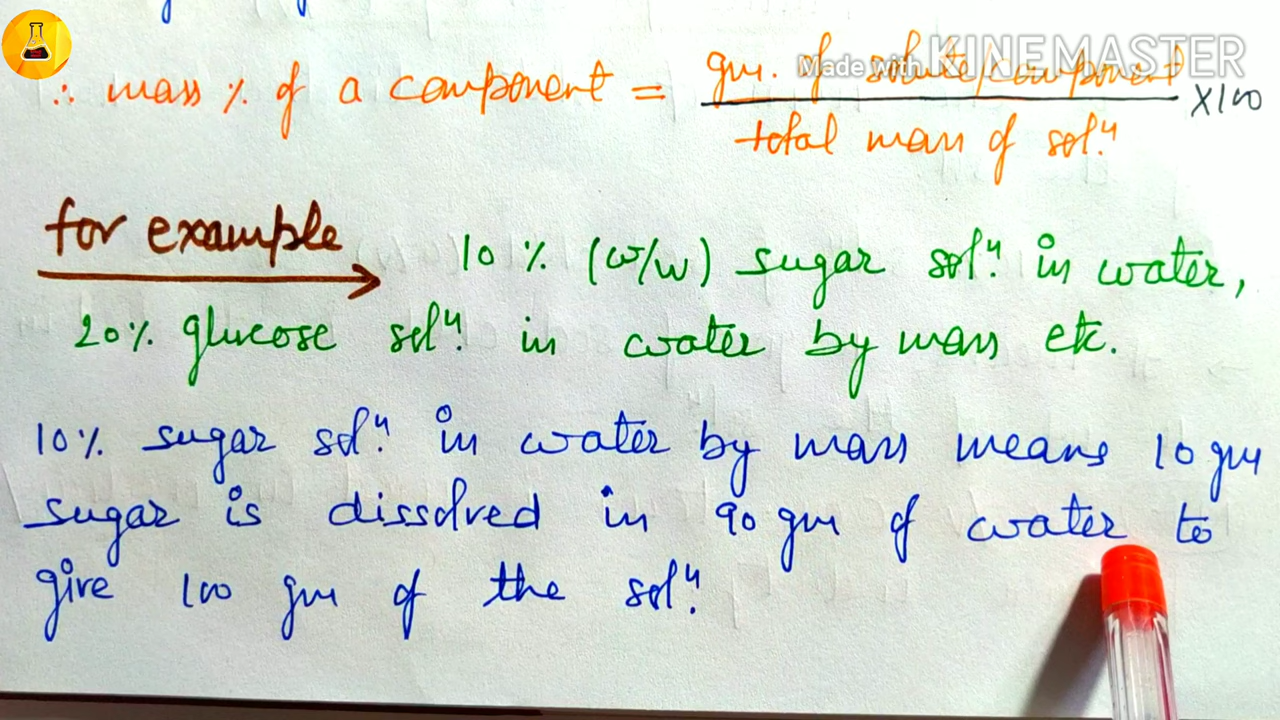 Made with KINEMASTER
∴ mass % of a component = gm. of solute/component
total mass of solⁿ. X100
for example
10 % (w/w) sugar solⁿ. in water,
20% glucose solⁿ. in water by mass etc.
10% sugar solⁿ. in water by mass means 10 gm
sugar is dissolved in 90 gm of water to
give 100 gm of the solⁿ.